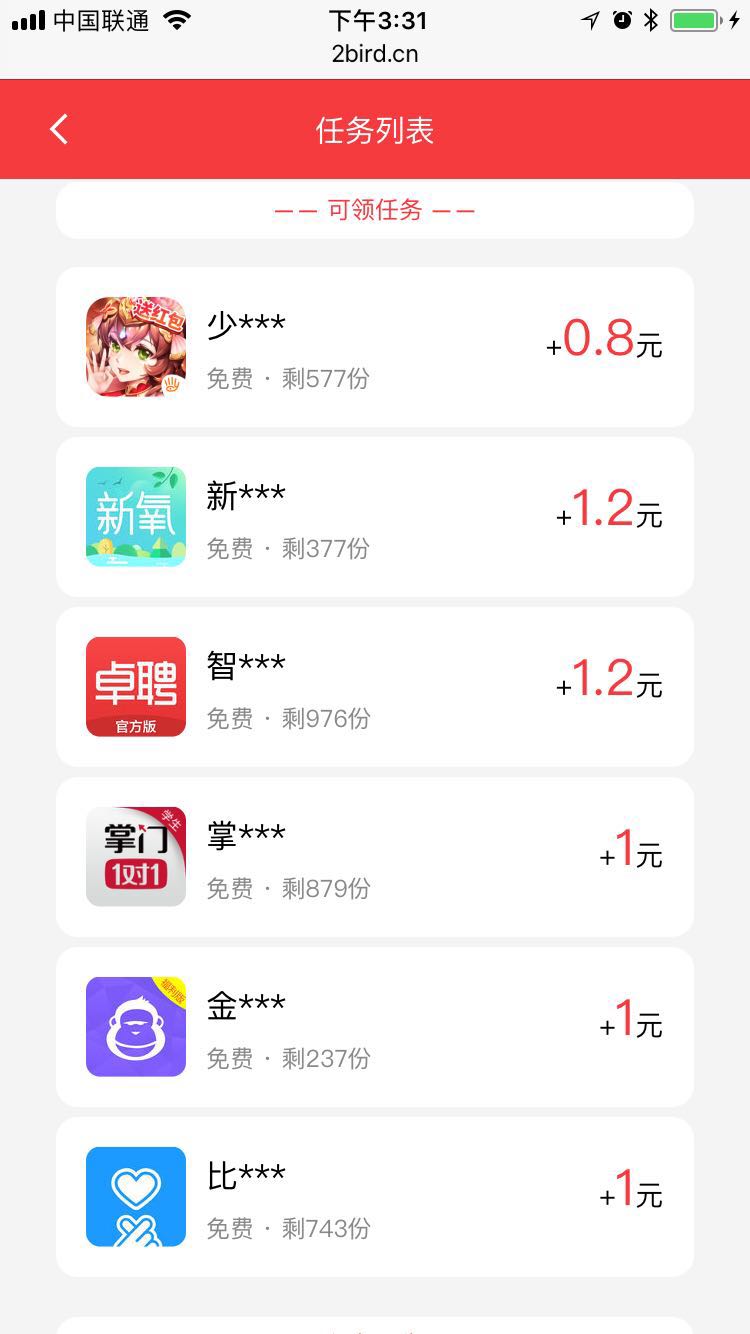 中国联通
下午3:31
2bird.cn
任务列表
—— 可领任务 ——
送红包
少***
免费 · 剩577份
+0.8元
新氧
新***
免费 · 剩377份
+1.2元
卓聘
官方版
智***
免费 · 剩976份
+1.2元
学生
掌门
1对1
掌***
免费 · 剩879份
+1元
福利版
金***
免费 · 剩237份
+1元
比***
免费 · 剩743份
+1元